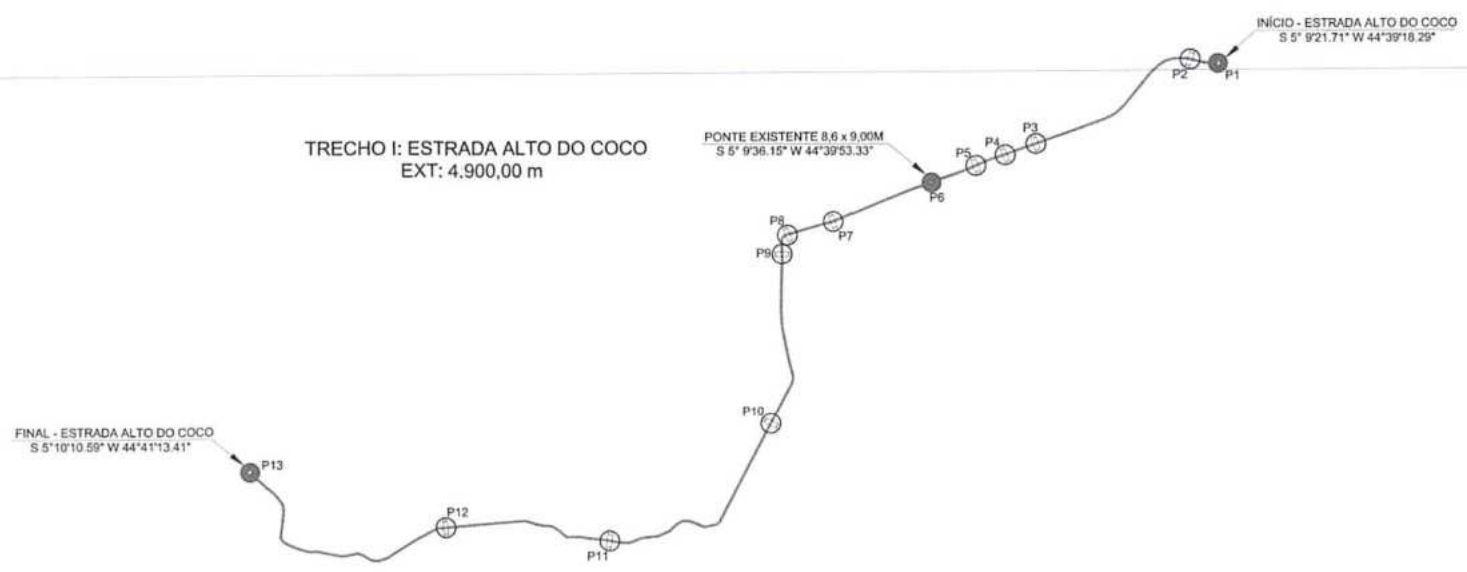 INÍCIO - ESTRADA ALTO DO COCO
S 5° 9'21.71" W 44°39'18.29"
P2
P1
TRECHO I: ESTRADA ALTO DO COCO
EXT: 4.900,00 m
PONTE EXISTENTE 8,6 x 9,00M
S 5° 9'36.15" W 44°39'53.33"
P3
P4
P5
P6
P8
P7
P9
P10
FINAL - ESTRADA ALTO DO COCO
S 5°10'10.59" W 44°41'13.41"
P13
P12
P11